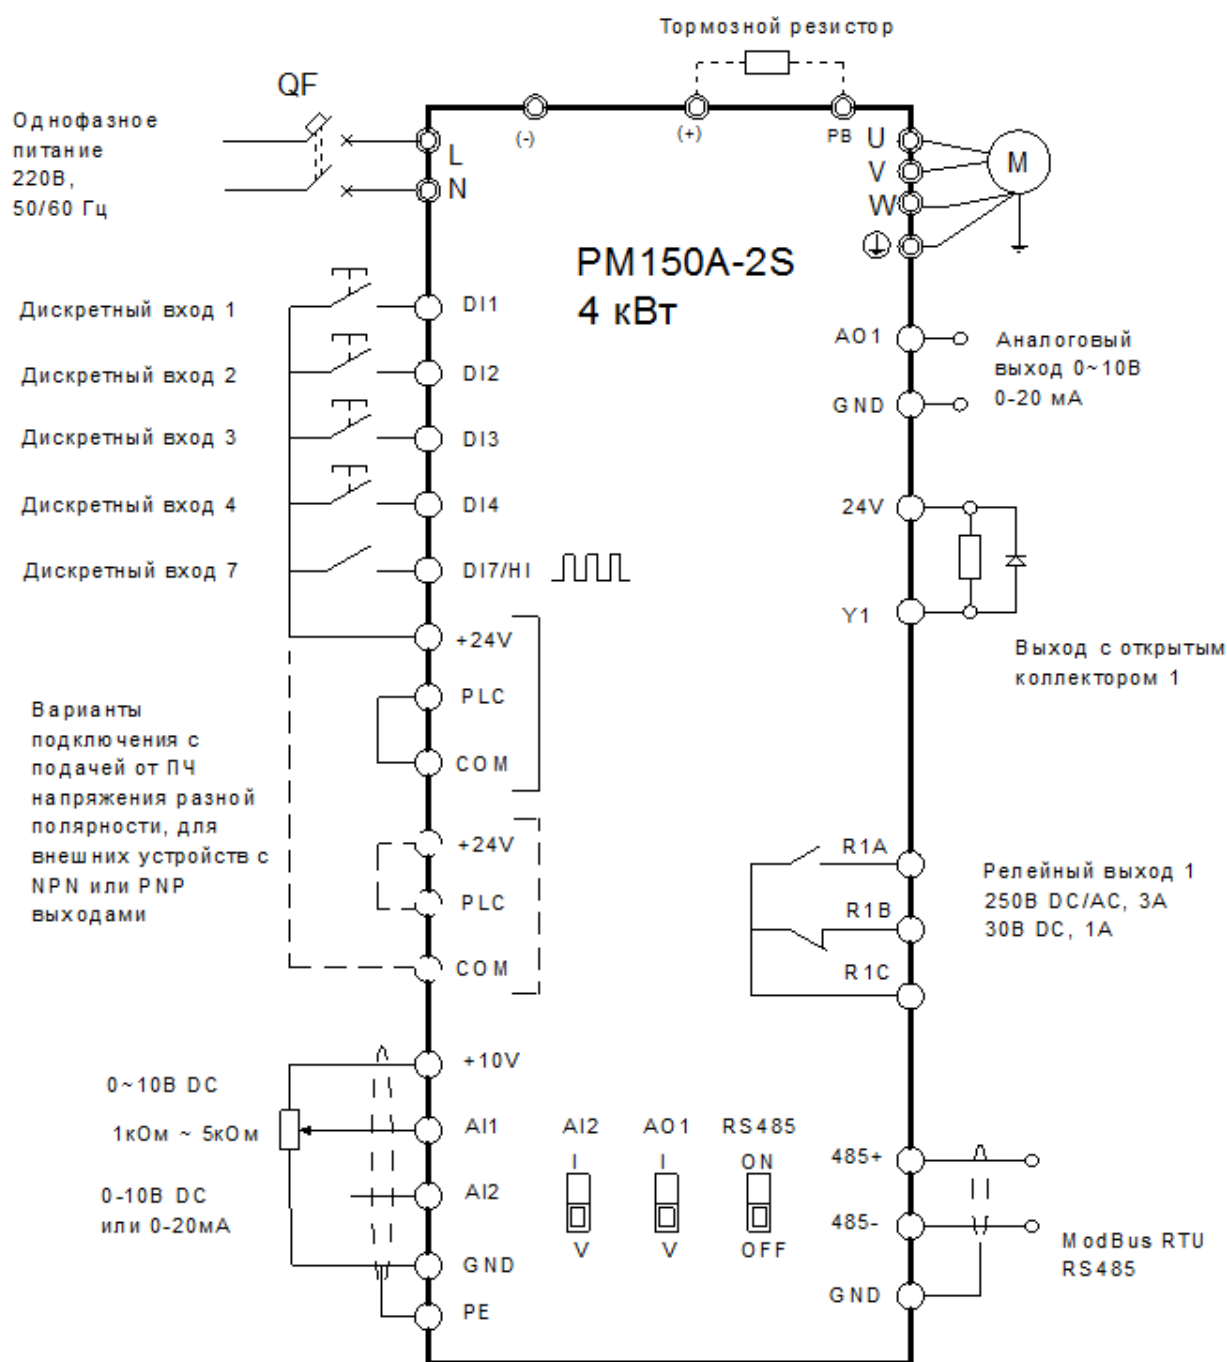 Тормозной резистор
QF
Однофазное
питание
220В,
50/60 Гц
L
N
(-)
(+)
PB
U
V
W
M
PM150A-2S
4 кВт
Дискретный вход 1
DI1
Дискретный вход 2
DI2
Дискретный вход 3
DI3
Дискретный вход 4
DI4
Дискретный вход 7
DI7/HI
+24V
PLC
COM
Варианты
подключения с
подачей от ПЧ
напряжения разной
полярности, для
внешних устройств с
NPN или PNP
выходами
+24V
PLC
COM
AO1
GND
Аналоговый
выход 0~10В
0-20 мА
24V
Y1
Выход с открытым
коллектором 1
R1A
R1B
R1C
Релейный выход 1
250В DC/AC, 3А
30В DC, 1А
0~10В DC
1кОм ~ 5кОм
0-10В DC
или 0-20мА
+10V
AI1
AI2
GND
PE
AI2
I
V
AO1
I
V
RS485
ON
OFF
485+
485-
GND
ModBus RTU
RS485